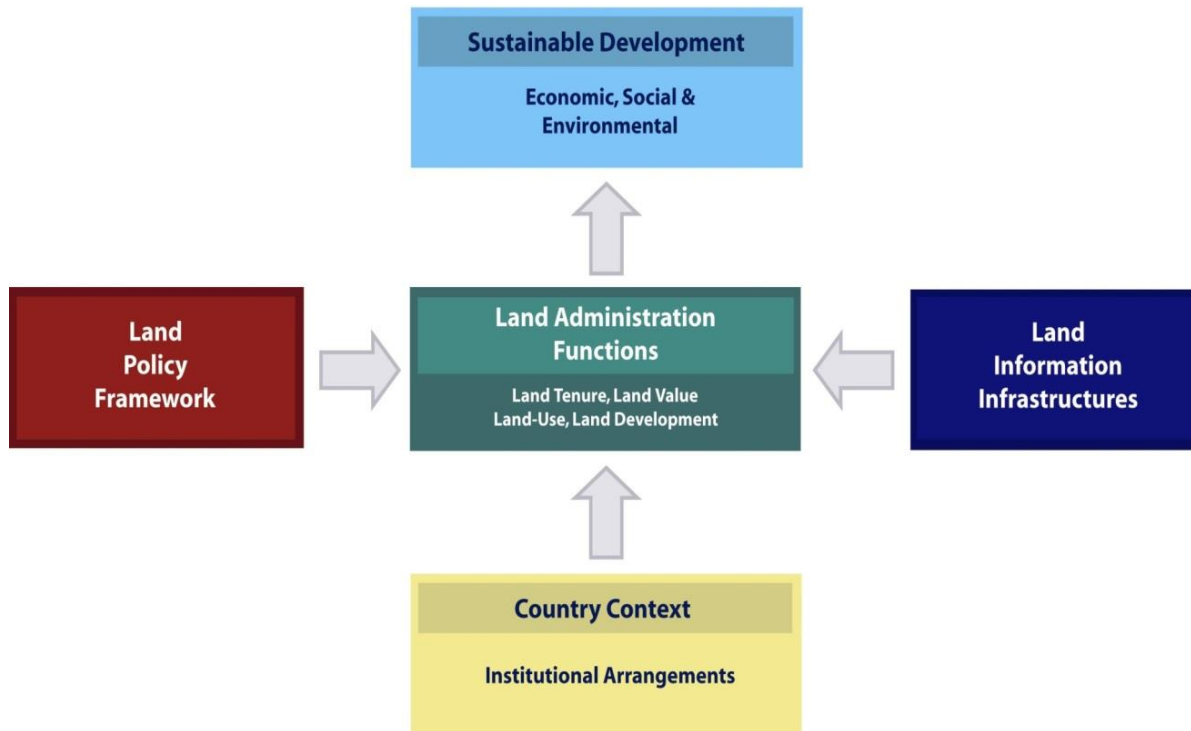 Sustainable Development
Economic, Social &
Environmental
Land
Policy
Framework
Land Administration
Functions
Land Tenure, Land Value
Land-Use, Land Development
Land
Information
Infrastructures
Country Context
Institutional Arrangements